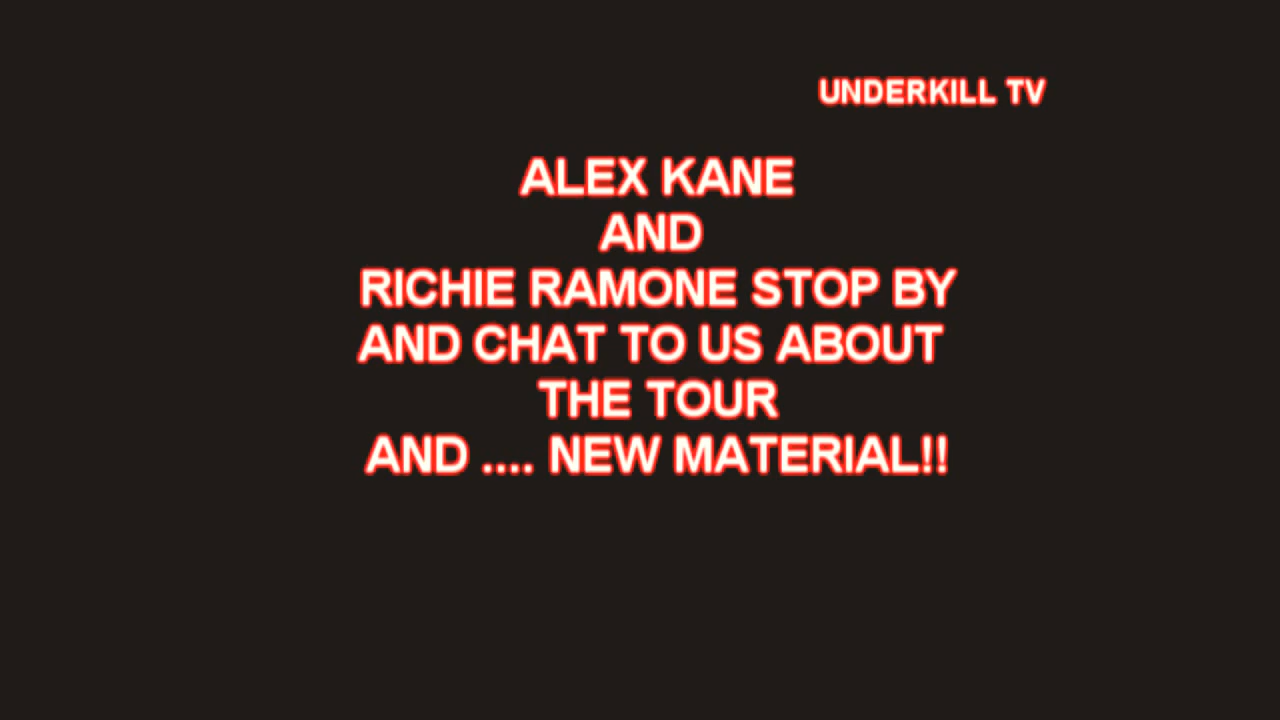 UNDERKILL TV
ALEX KANE
AND
RICHIE RAMONE STOP BY
AND CHAT TO US ABOUT
THE TOUR
AND .... NEW MATERIAL!!